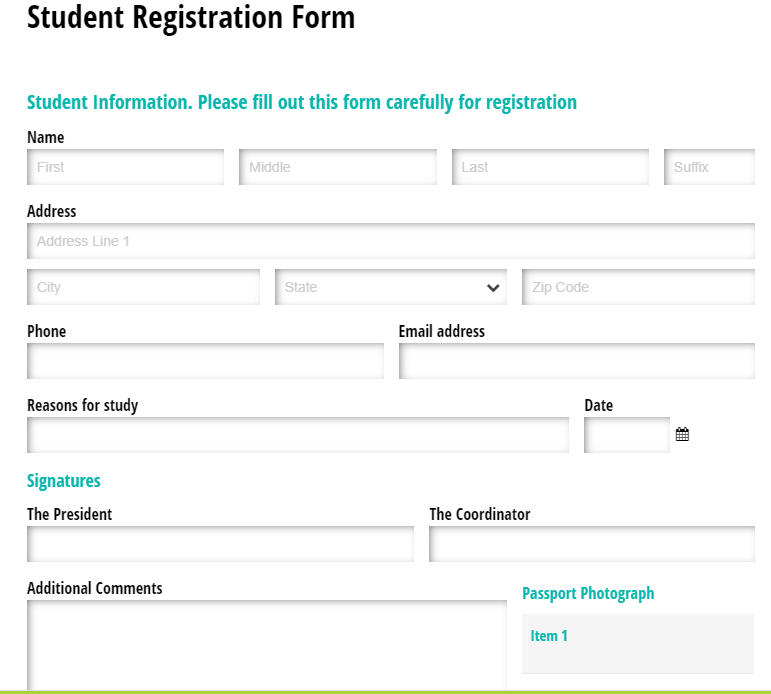 Student Registration Form
Student Information. Please fill out this form carefully for registration
Name
First Middle Last Suffix
Address
Address Line 1
City State Zip Code
Phone Email address
Reasons for study Date
Signatures
The President The Coordinator
Additional Comments Passport Photograph
Item 1